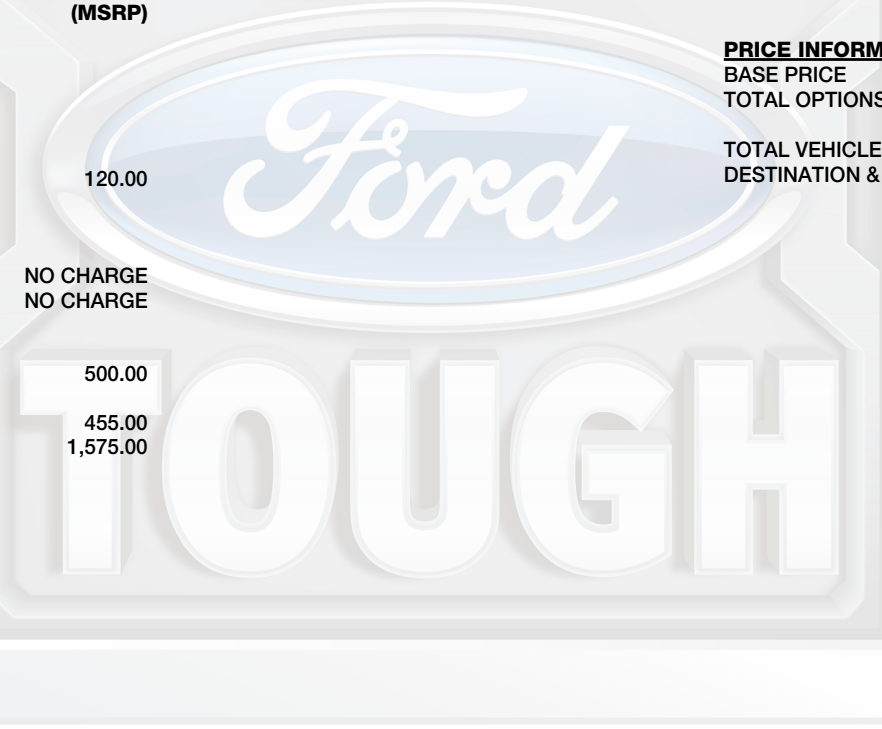 (MSRP)
120.00
NO CHARGE
NO CHARGE
500.00
455.00
1,575.00
PRICE INFORM
BASE PRICE
TOTAL OPTIONS
TOTAL VEHICLE
DESTINATION &
Ford
TOUGH